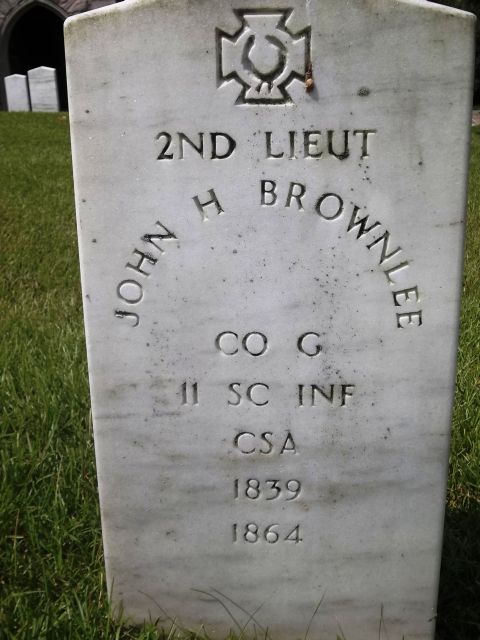 2ND LIEUT
JOHN H BROWNLEE
CO G
11 SC INF
CSA
1839
1864